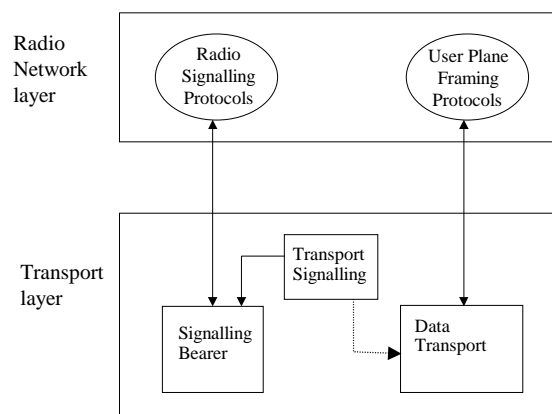 Radio
Network
layer
Radio
Signalling
Protocols
User Plane
Framing
Protocols
Transport
layer
Transport
Signalling
Signalling
Bearer
Data
Transport